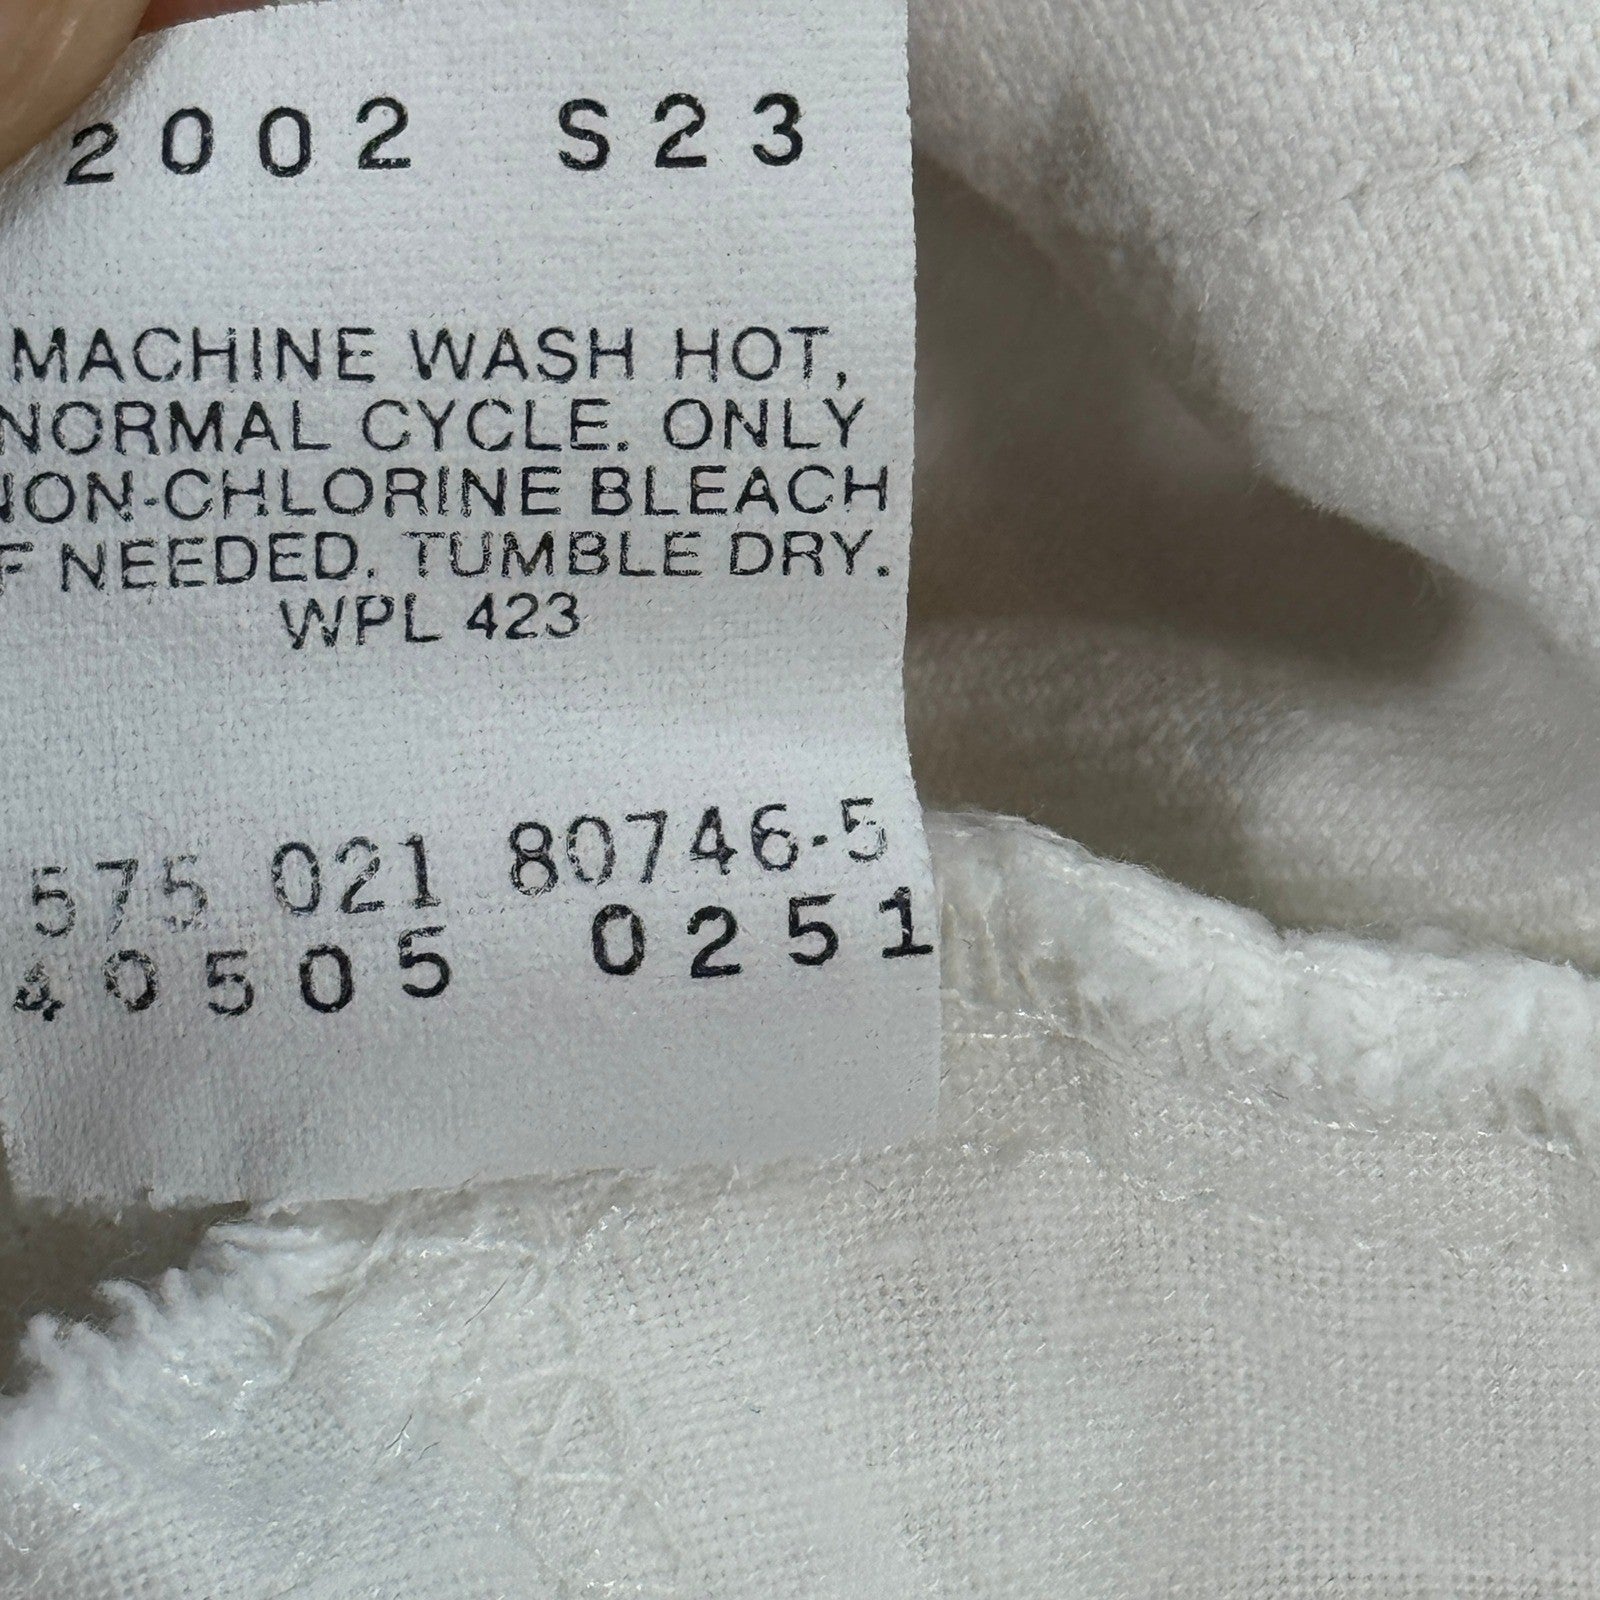 2002 S23
MACHINE WASH HOT,
NORMAL CYCLE. ONLY
NON-CHLORINE BLEACH
F NEEDED. TUMBLE DRY.
WPL 423
575 021 80746-5
40505 0251